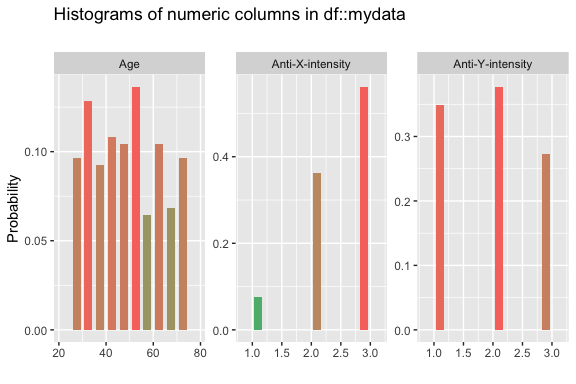 Histograms of numeric columns in df::mydata
Age
Anti-X-intensity
Anti-Y-intensity
Probability
0.10
0.05
0.00
20 40 60 80
0.4
0.2
0.0
1.0 1.5 2.0 2.5 3.0
0.3
0.2
0.1
0.0
1.0 1.5 2.0 2.5 3.0